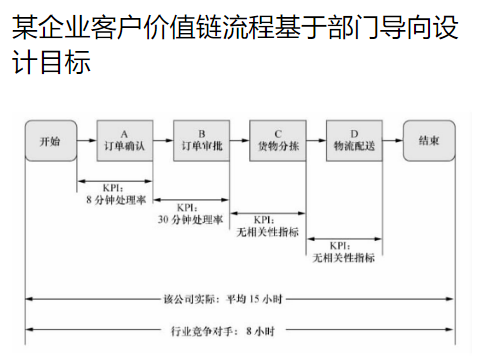 某企业客户价值链流程基于部门导向设
计目标
开始
A
订单确认
B
订单审批
C
货物分拣
D
物流配送
结束
KPI:
8分钟处理率
KPI:
30分钟处理率
KPI:
无相关性指标
KPI:
无相关性指标
该公司实际：平均15小时
行业竞争对手：8小时